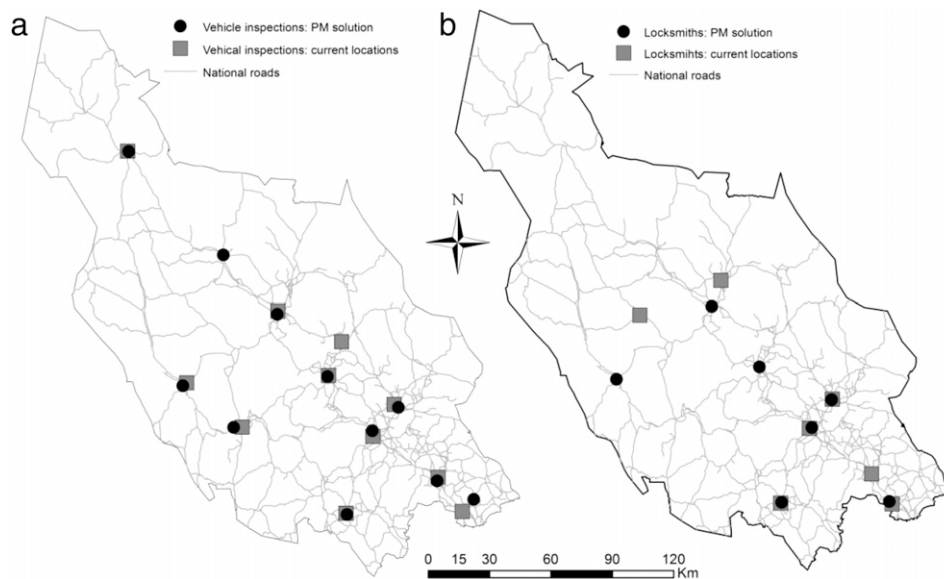 a
Vehicle inspections: PM solution
Vehical inspections: current locations
National roads
b
Locksmiths: PM solution
Locksmihts: current locations
National roads
N
0 15 30 60 90 120
Km